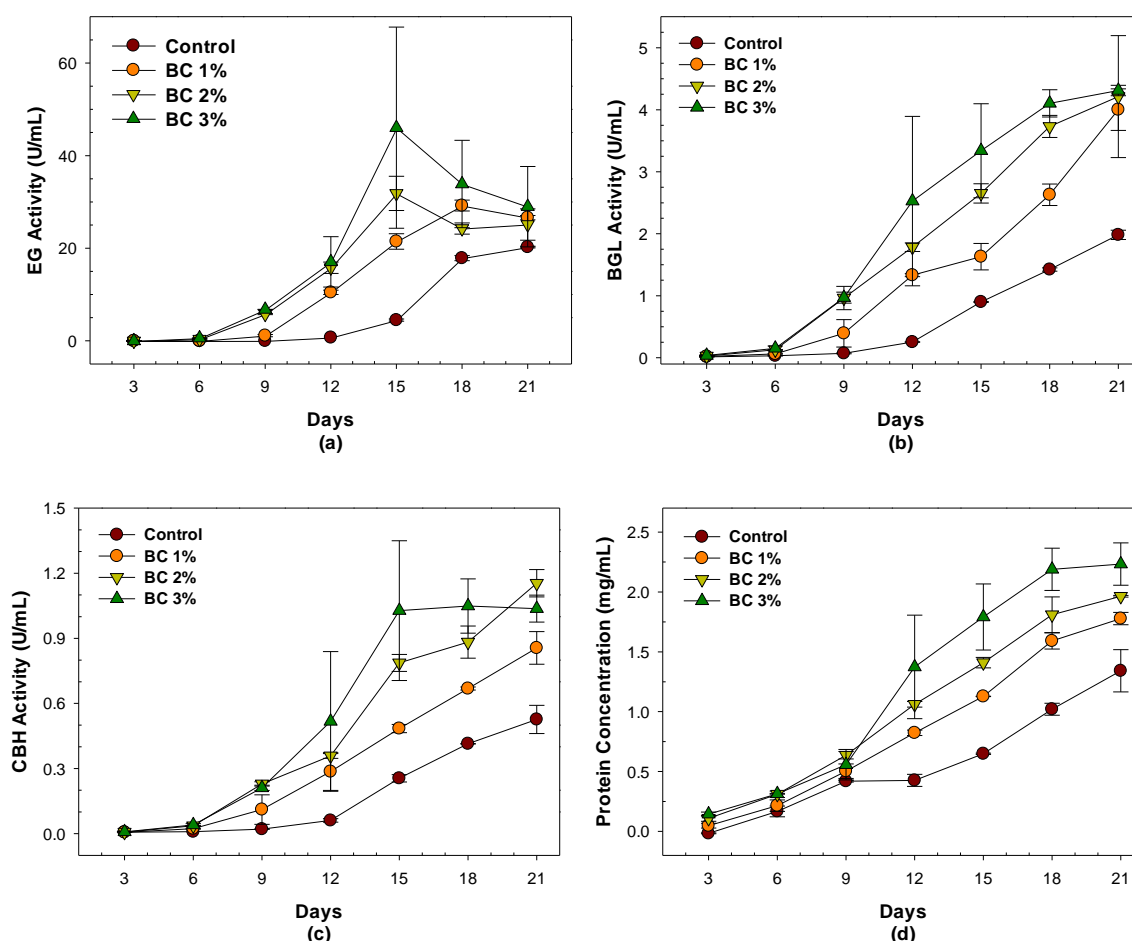 Control
BC 1%
BC 2%
BC 3%
60
40
20
0
EG Activity (U/mL)
3 6 9 12 15 18 21
Days
(a)
Control
BC 1%
BC 2%
BC 3%
5
4
3
2
1
0
BGL Activity (U/mL)
3 6 9 12 15 18 21
Days
(b)
Control
BC 1%
BC 2%
BC 3%
1.5
1.2
0.9
0.6
0.3
0.0
CBH Activity (U/mL)
3 6 9 12 15 18 21
Days
(c)
Control
BC 1%
BC 2%
BC 3%
2.5
2.0
1.5
1.0
0.5
0.0
Protein Concentration (mg/mL)
3 6 9 12 15 18 21
Days
(d)